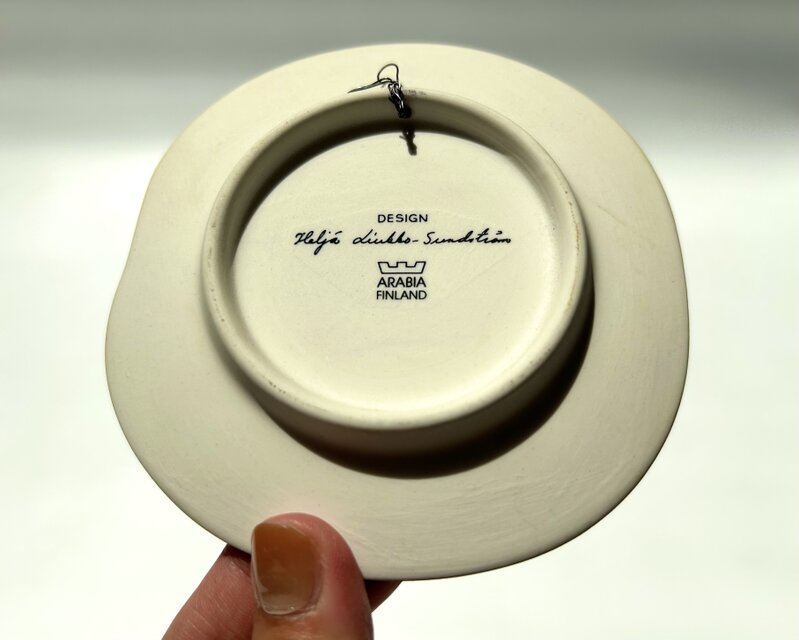 DESIGN
Heljä Liukko-Sundström
ARABIA
FINLAND